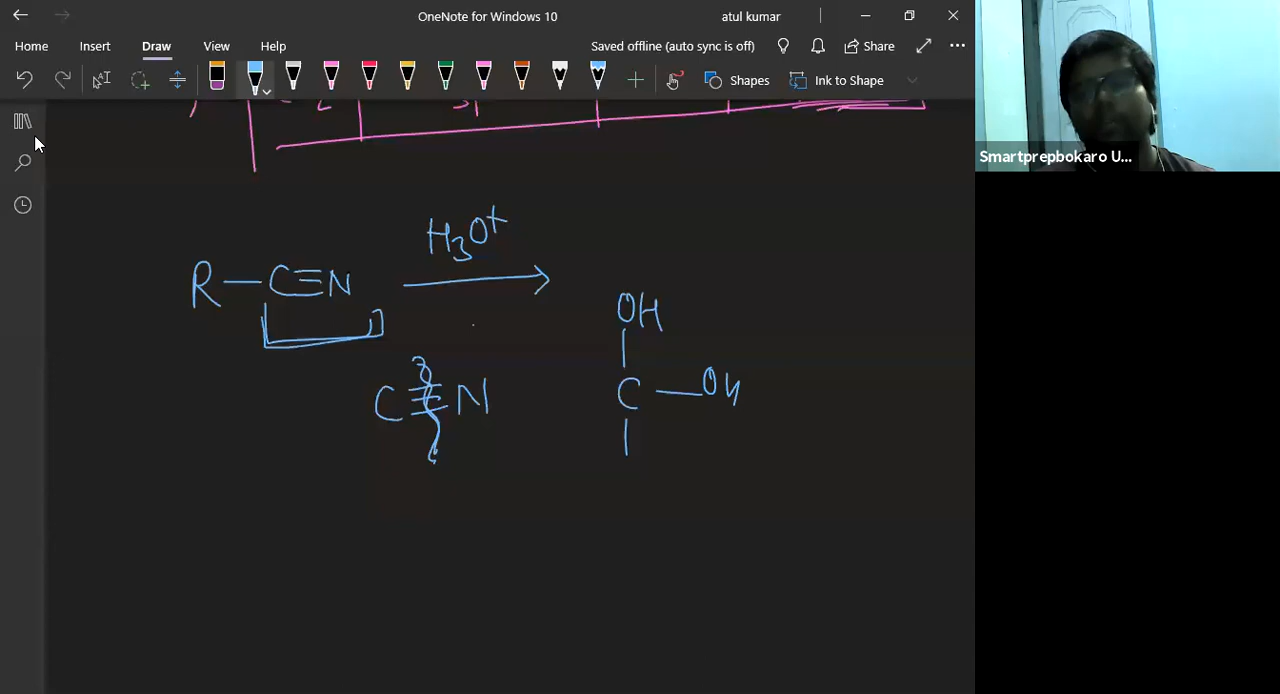 OneNote for Windows 10
atul kumar
Home Insert Draw View Help
Saved offline (auto sync is off)
Share
Shapes
Ink to Shape
Smartprepbokaro U...
H3O+
R—C≡N
OH
C≡N
C—OH